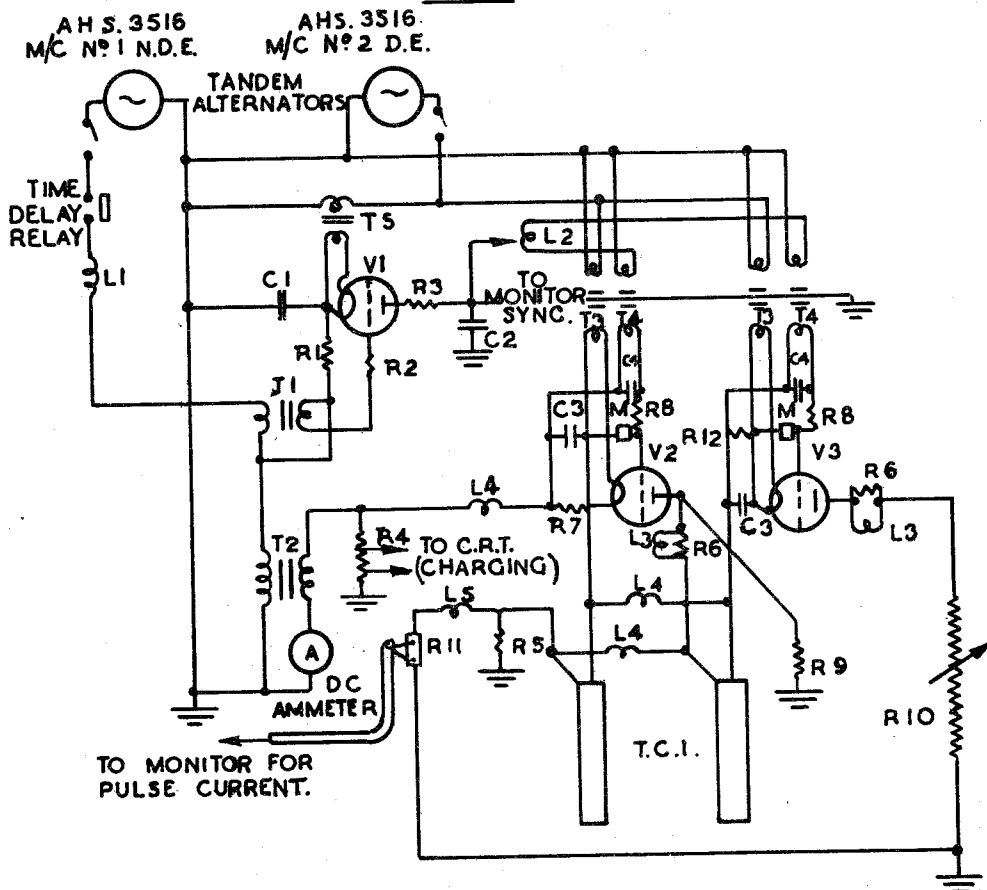 AHS. 3516
M/C Nº 1 N.D.E.
AHS. 3516
M/C Nº 2 D.E.
TANDEM
ALTERNATORS
TIME
DELAY
RELAY
L1
T5
L2
C1
V1
R3
TO
MONITOR
SYNC.
C2
R1
R2
J1
T3
T4
T3
T4
C4
C4
C3
M
R8
R12
M
R8
V2
V3
R6
L4
R7
C3
L3
T2
R4
TO C.R.T.
(CHARGING)
L3
R6
L5
L4
L4
R11
R5
R9
A
DC
AMMETER
R10
T.C.1.
TO MONITOR FOR
PULSE CURRENT.